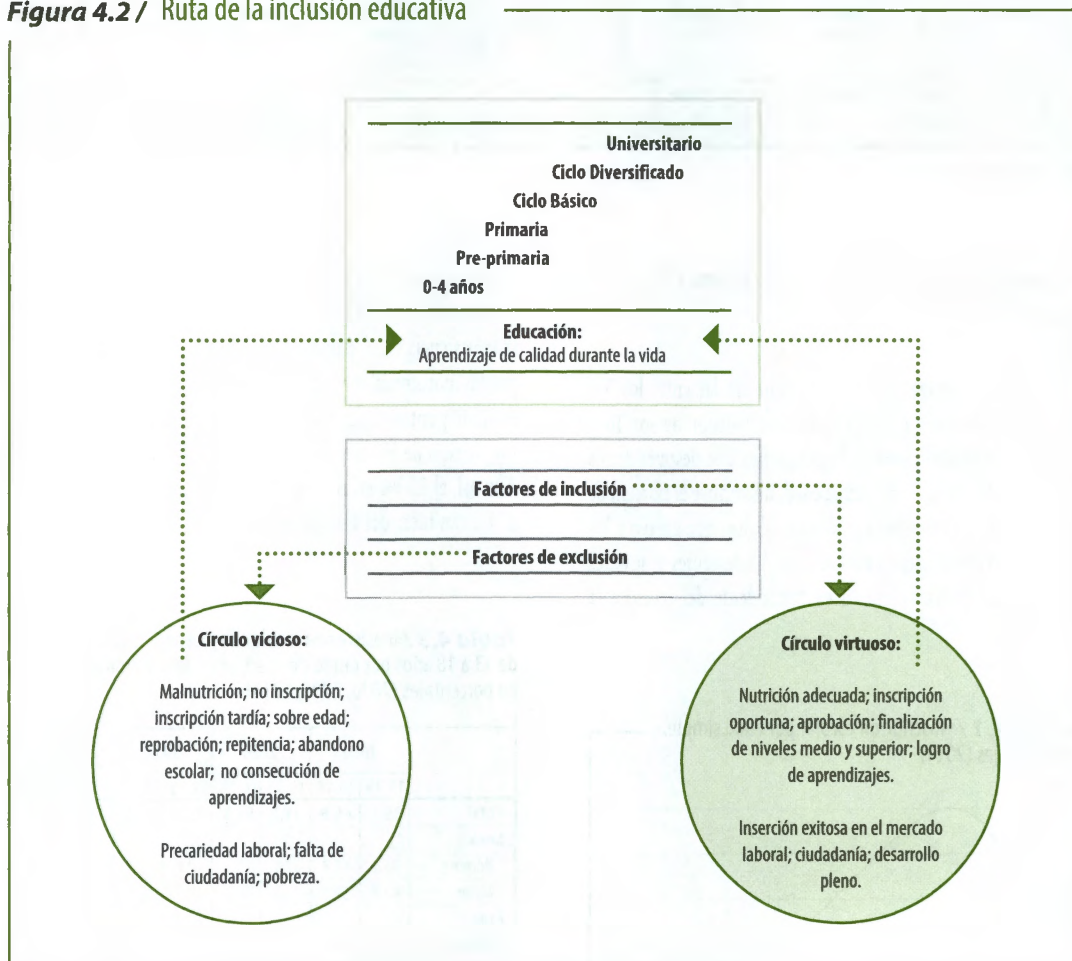 Figura 4.2 / Ruta de la inclusión educativa
Universitario
Ciclo Diversificado
Ciclo Básico
Primaria
Pre-primaria
0-4 años
Educación:
Aprendizaje de calidad durante la vida
Factores de inclusión
Factores de exclusión
Círculo vicioso:
Malnutrición; no inscripción;
inscripción tardía; sobre edad;
reprobación; repitencia; abandono
escolar; no consecución de
aprendizajes.
Precariedad laboral; falta de
ciudadanía; pobreza.
Círculo virtuoso:
Nutrición adecuada; inscripción
oportuna; aprobación; finalización
de niveles medio y superior; logro
de aprendizajes.
Inserción exitosa en el mercado
laboral; ciudadanía; desarrollo
pleno.